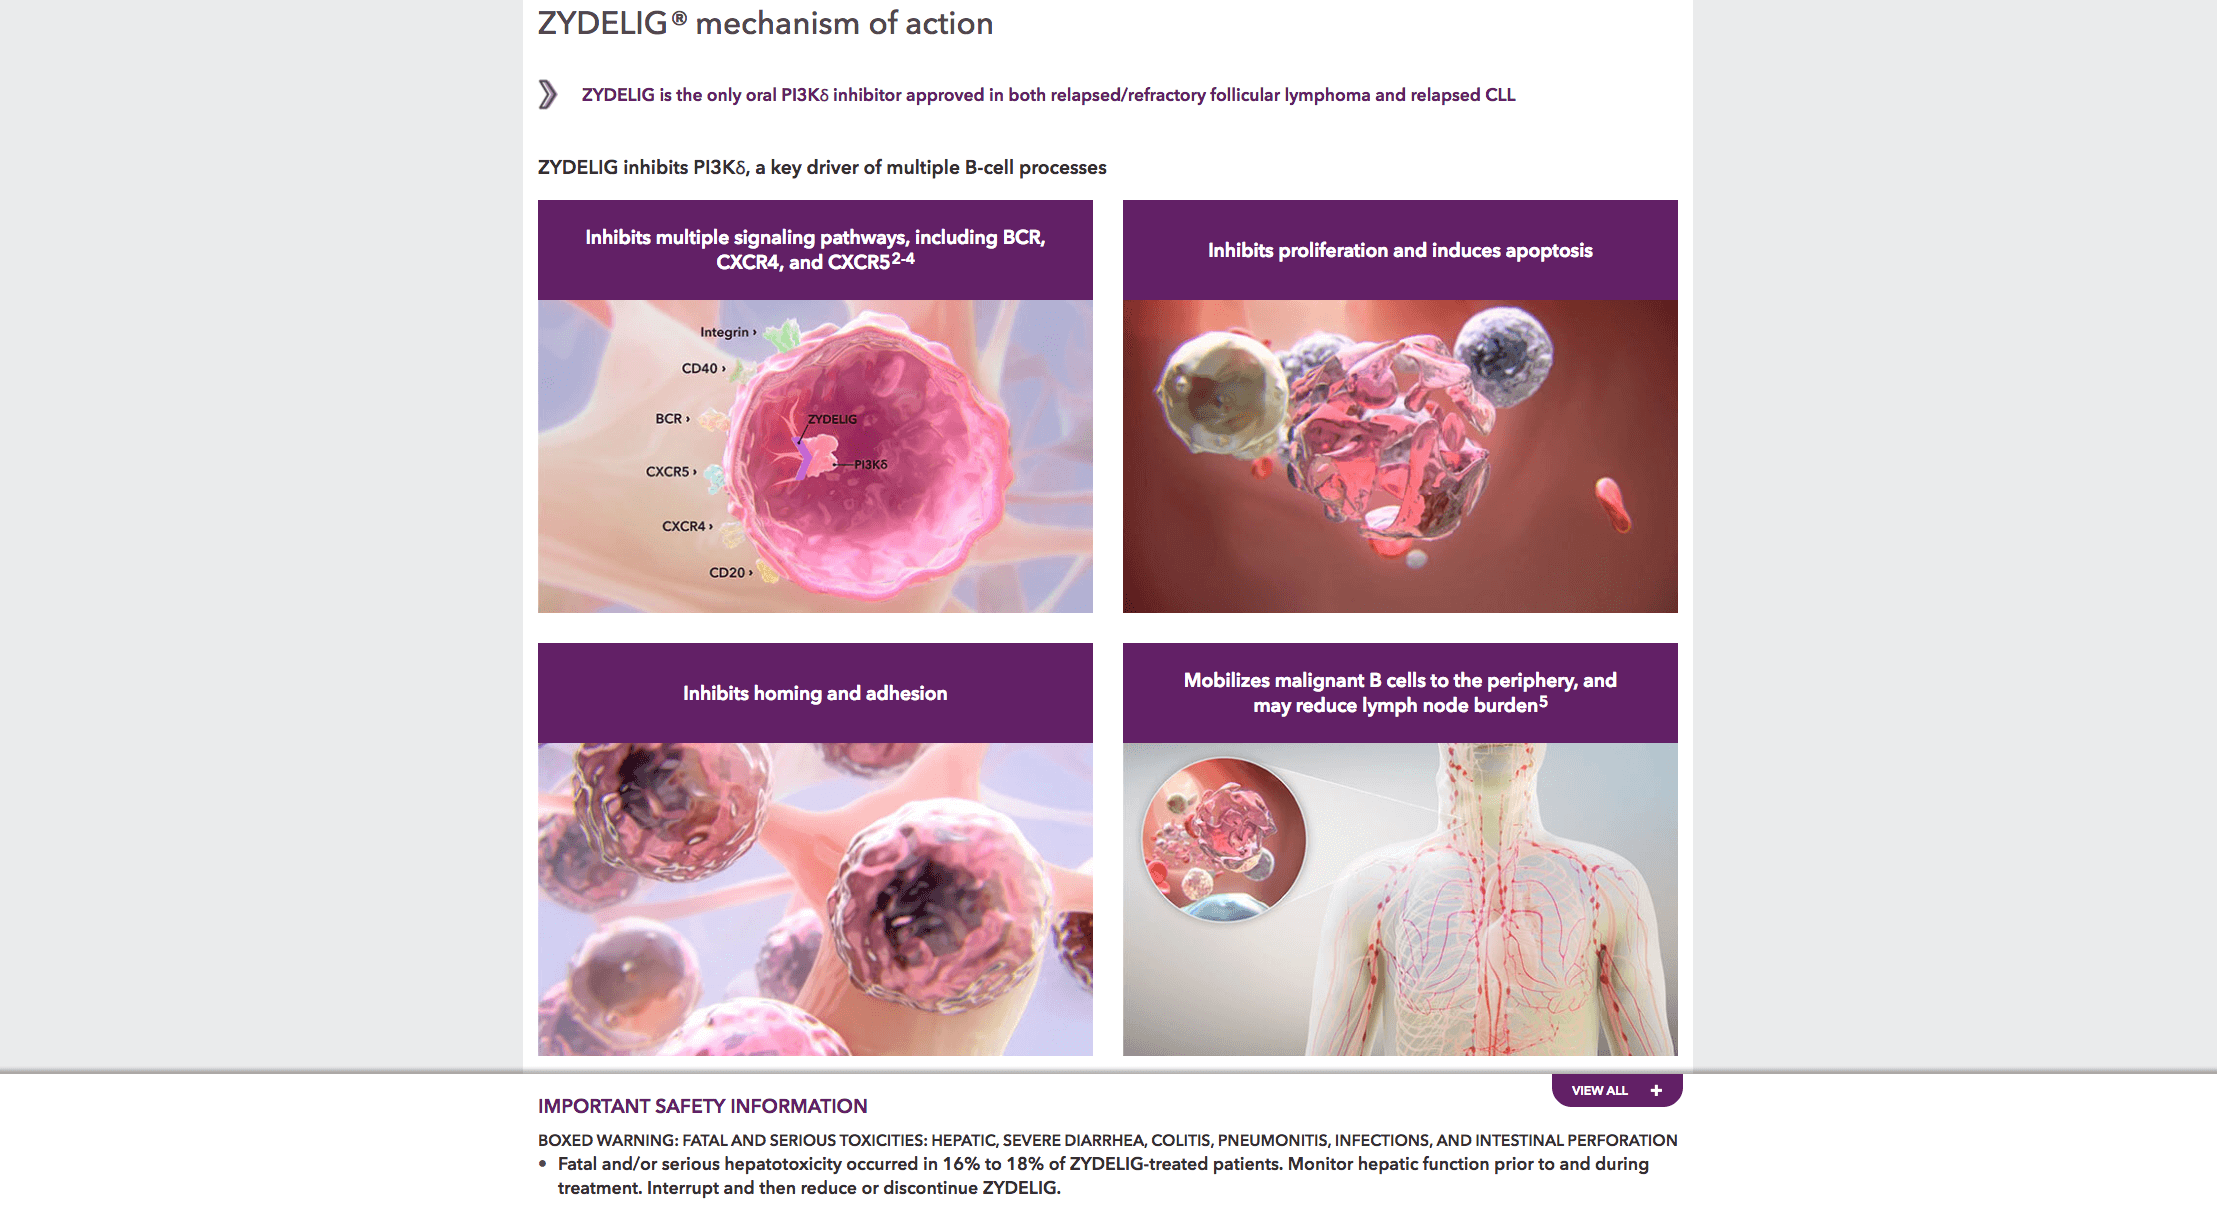 ZYDELIG® mechanism of action
ZYDELIG is the only oral PI3Kδ inhibitor approved in both relapsed/refractory follicular lymphoma and relapsed CLL
ZYDELIG inhibits PI3Kδ, a key driver of multiple B-cell processes
Inhibits multiple signaling pathways, including BCR,
CXCR4, and CXCR5²⁻⁴
Integrin ›
CD40 ›
BCR ›
CXCR5 ›
CXCR4 ›
CD20 ›
ZYDELIG
PI3Kδ
Inhibits proliferation and induces apoptosis
Inhibits homing and adhesion
Mobilizes malignant B cells to the periphery, and
may reduce lymph node burden⁵
VIEW ALL +
IMPORTANT SAFETY INFORMATION
BOXED WARNING: FATAL AND SERIOUS TOXICITIES: HEPATIC, SEVERE DIARRHEA, COLITIS, PNEUMONITIS, INFECTIONS, AND INTESTINAL PERFORATION
• Fatal and/or serious hepatotoxicity occurred in 16% to 18% of ZYDELIG-treated patients. Monitor hepatic function prior to and during
treatment. Interrupt and then reduce or discontinue ZYDELIG.